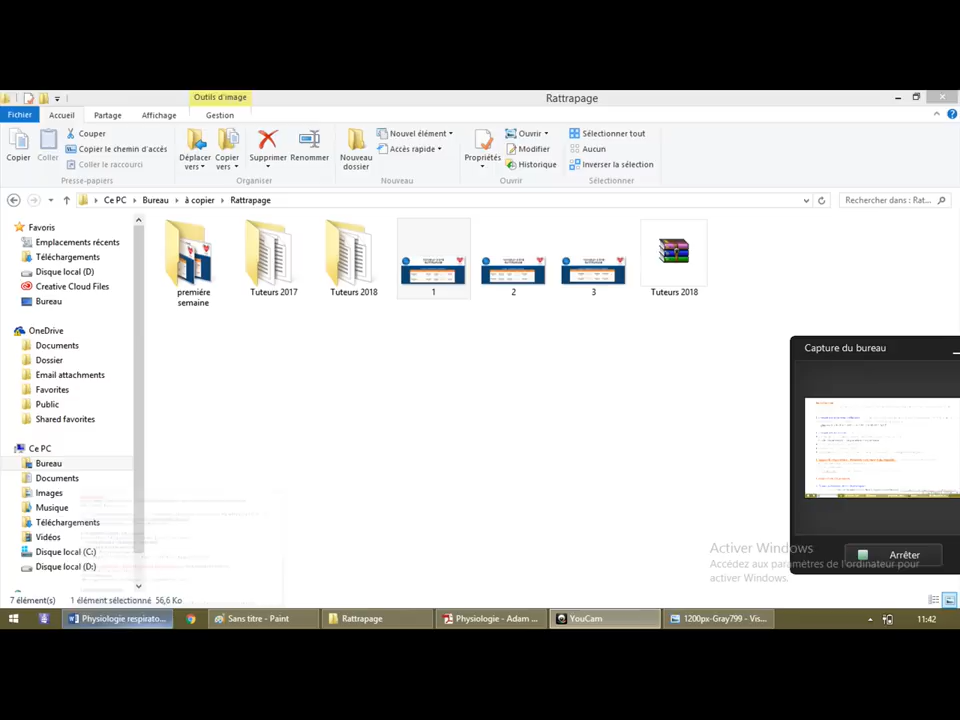 Outils d'image
Rattrapage
Fichier
Accueil
Partage
Affichage
Gestion
Copier
Coller
Couper
Copier le chemin d'accès
Coller le raccourci
Presse-papiers
Déplacer vers
Copier vers
Supprimer
Renommer
Organiser
Nouveau dossier
Nouvel élément
Accès rapide
Nouveau
Propriétés
Ouvrir
Modifier
Historique
Ouvrir
Sélectionner tout
Aucun
Inverser la sélection
Sélectionner
Ce PC
Bureau
à copier
Rattrapage
Rechercher dans : Rat...
Favoris
Emplacements récents
Téléchargements
Disque local (D)
Creative Cloud Files
Bureau
OneDrive
Documents
Dossier
Email attachments
Favorites
Public
Shared favorites
Ce PC
Bureau
Documents
Images
Musique
Téléchargements
Vidéos
Disque local (C:)
Disque local (D:)
premiére
semaine
Tuteurs 2017
Tuteurs 2018
1
2
3
Tuteurs 2018
Capture du bureau
Arrêter
Activer Windows
Accédez aux paramètres de l'ordinateur pour
activer Windows.
7 élément(s)
1 élément sélectionné 56,6 Ko
Physiologie respirato...
Sans titre - Paint
Rattrapage
Physiologie - Adam ...
YouCam
1200px-Gray799 - Vis...
11:42